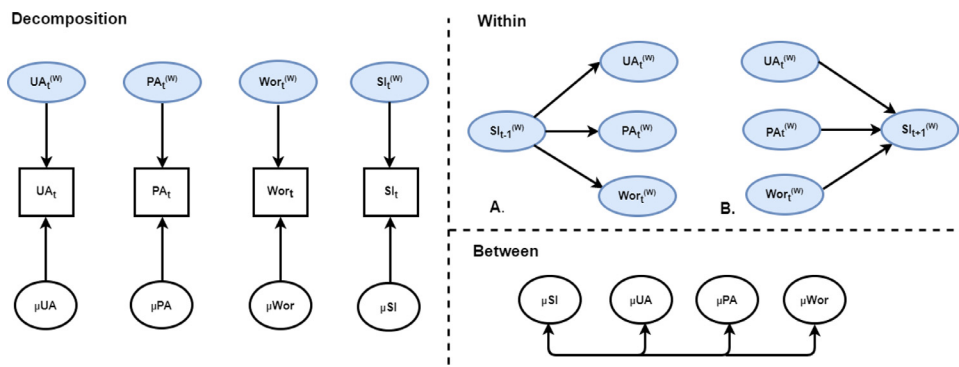 Decomposition
UAt(W)
PAt(W)
Wort(W)
SIt(W)
UAt
PAt
Wort
SIt
μUA
μPA
μWor
μSI
Within
SIt-1(W)
UAt(W)
PAt(W)
Wort(W)
A.
UAt(W)
PAt(W)
Wort(W)
SIt+1(W)
B.
Between
μSI
μUA
μPA
μWor